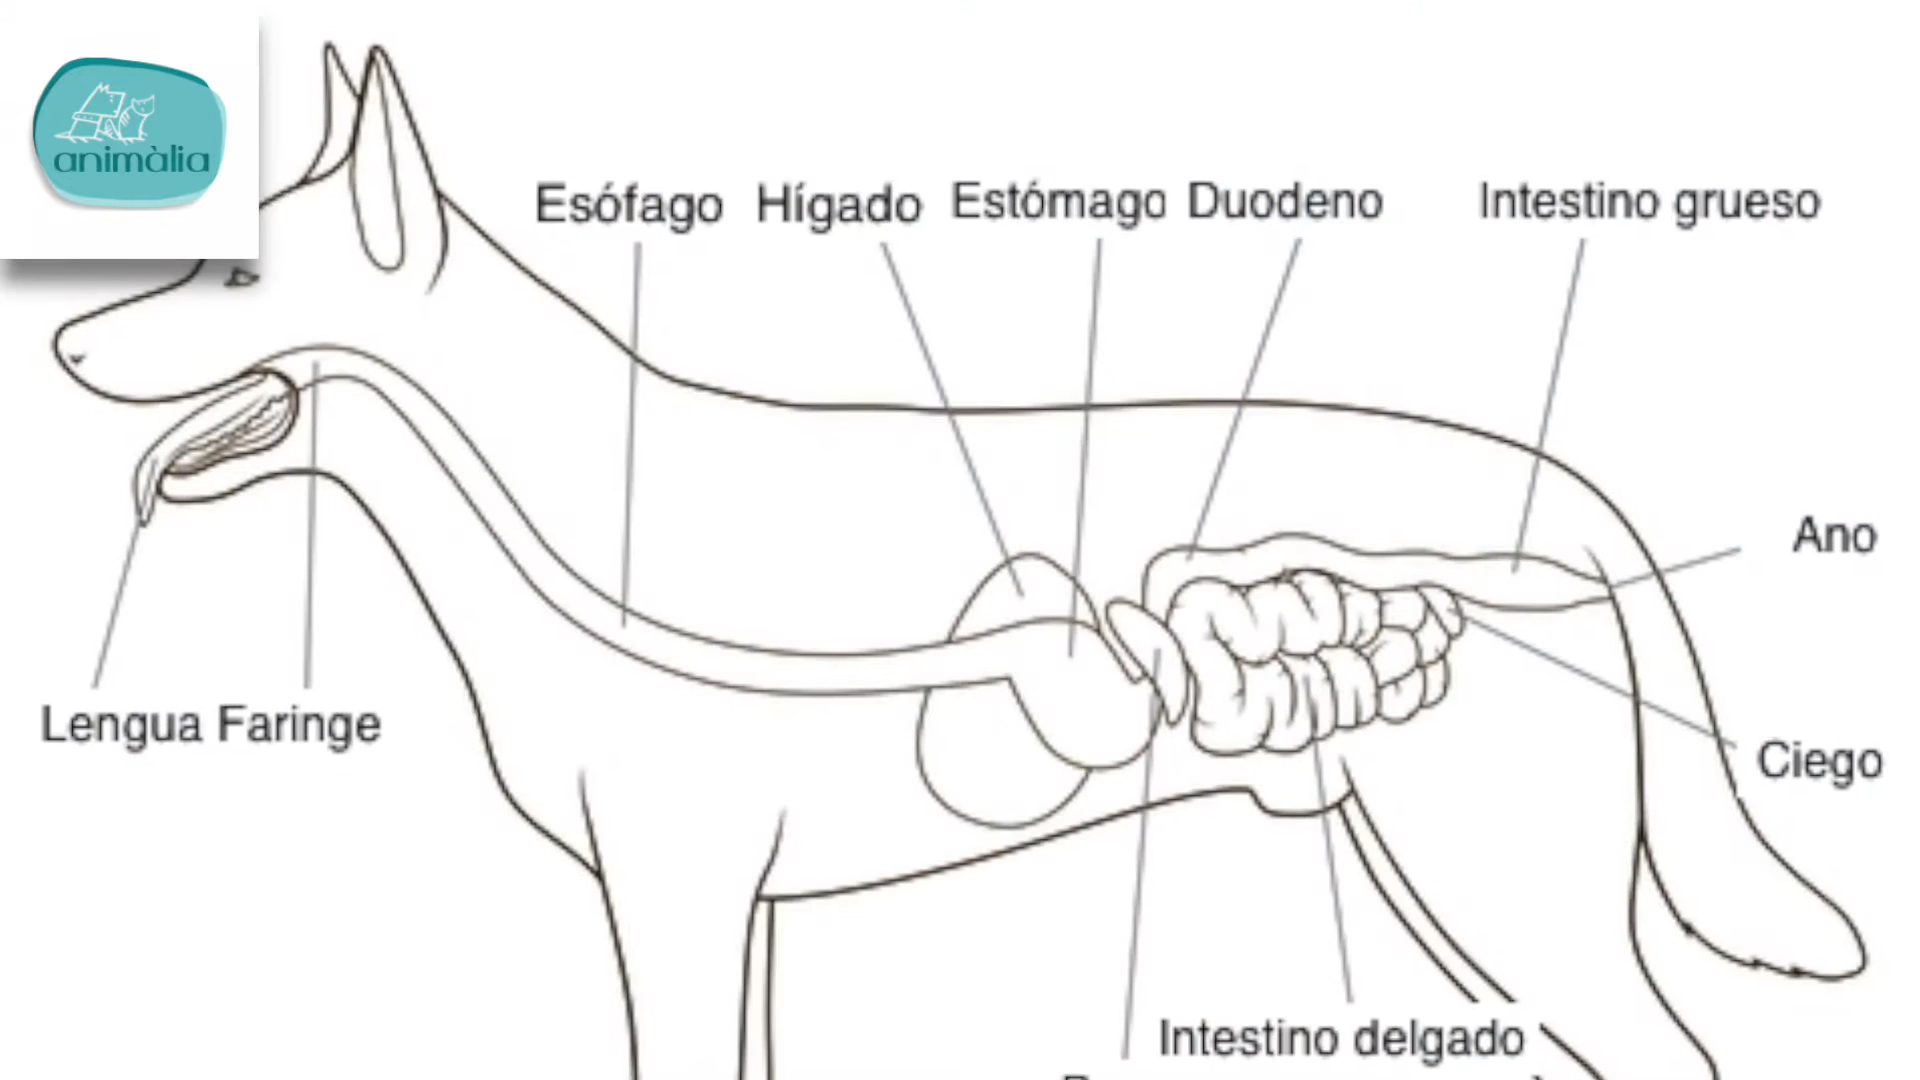 animàlia
Esófago Hígado Estómago Duodeno Intestino grueso
Ano
Lengua Faringe
Ciego
Intestino delgado